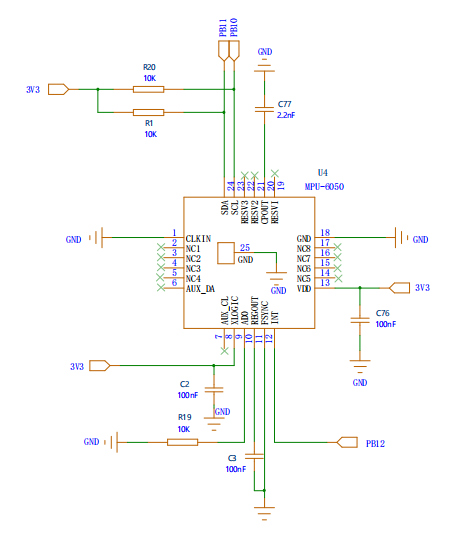 PB11
PB10
GND
R20
10K
3V3
R1
10K
C77
2.2nF
U4
MPU-6050
24
23
22
21
20
19
SDA
SCL
RESV3
RESV2
CPOUT
RESV1
GND
1
CLKIN
2
NC1
3
NC2
4
NC3
5
NC4
6
AUX_DA
25
GND
GND
GND
18
GND
NC8
17
NC7
16
NC6
15
NC5
14
VDD
13
3V3
C76
100nF
GND
AUX_CL
XLOGIC
AD0
REGOUT
FSYNC
INT
7
8
9
10
11
12
3V3
C2
100nF
GND
R19
10K
GND
C3
100nF
PB12